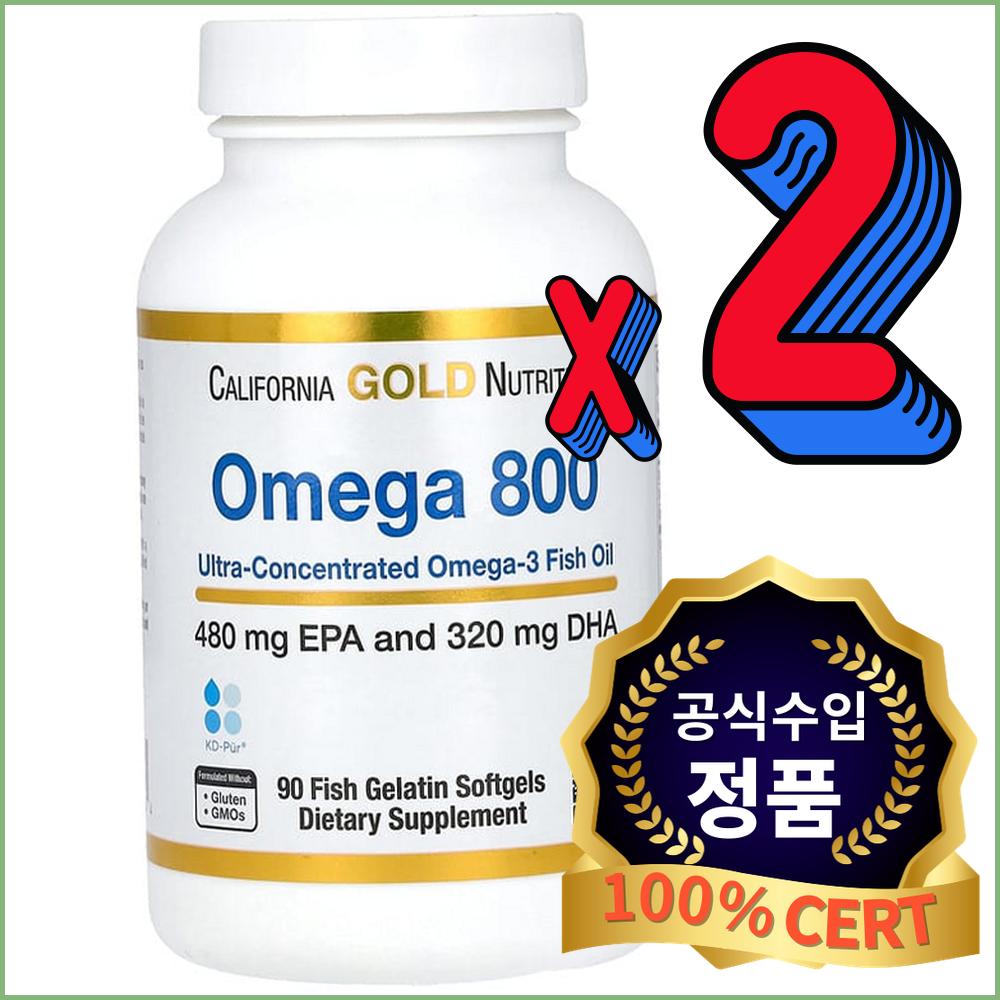 CALIFORNIA GOLD NUTRIT
Omega 800
Ultra-Concentrated Omega-3 Fish Oil
480 mg EPA and 320 mg DHA
KD-Pür®
Formulated Without:
• Gluten
• GMOs
90 Fish Gelatin Softgels
Dietary Supplement
x2
공식수입
정품
100% CERT